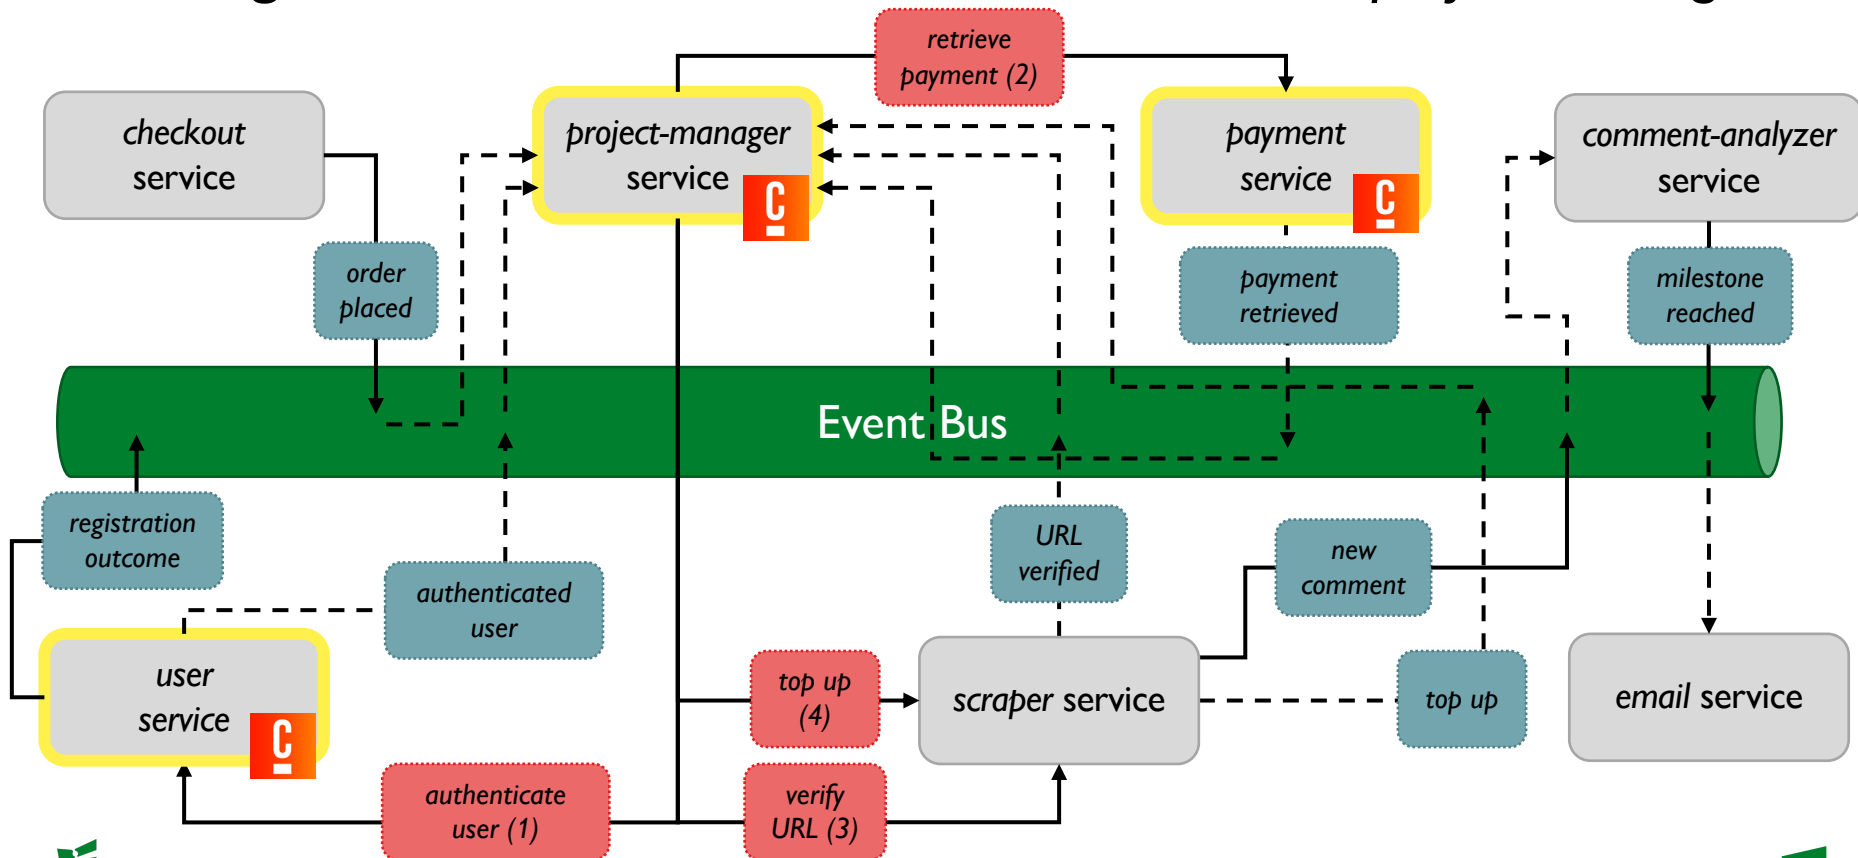 retrieve
payment (2)
checkout
service
project-manager
service
payment
service
comment-analyzer
service
C
C
order
placed
payment
retrieved
milestone
reached
Event Bus
registration
outcome
authenticated
user
URL
verified
new
comment
user
service
C
top up
(4)
scraper service
top up
email service
authenticate
user (1)
verify
URL (3)